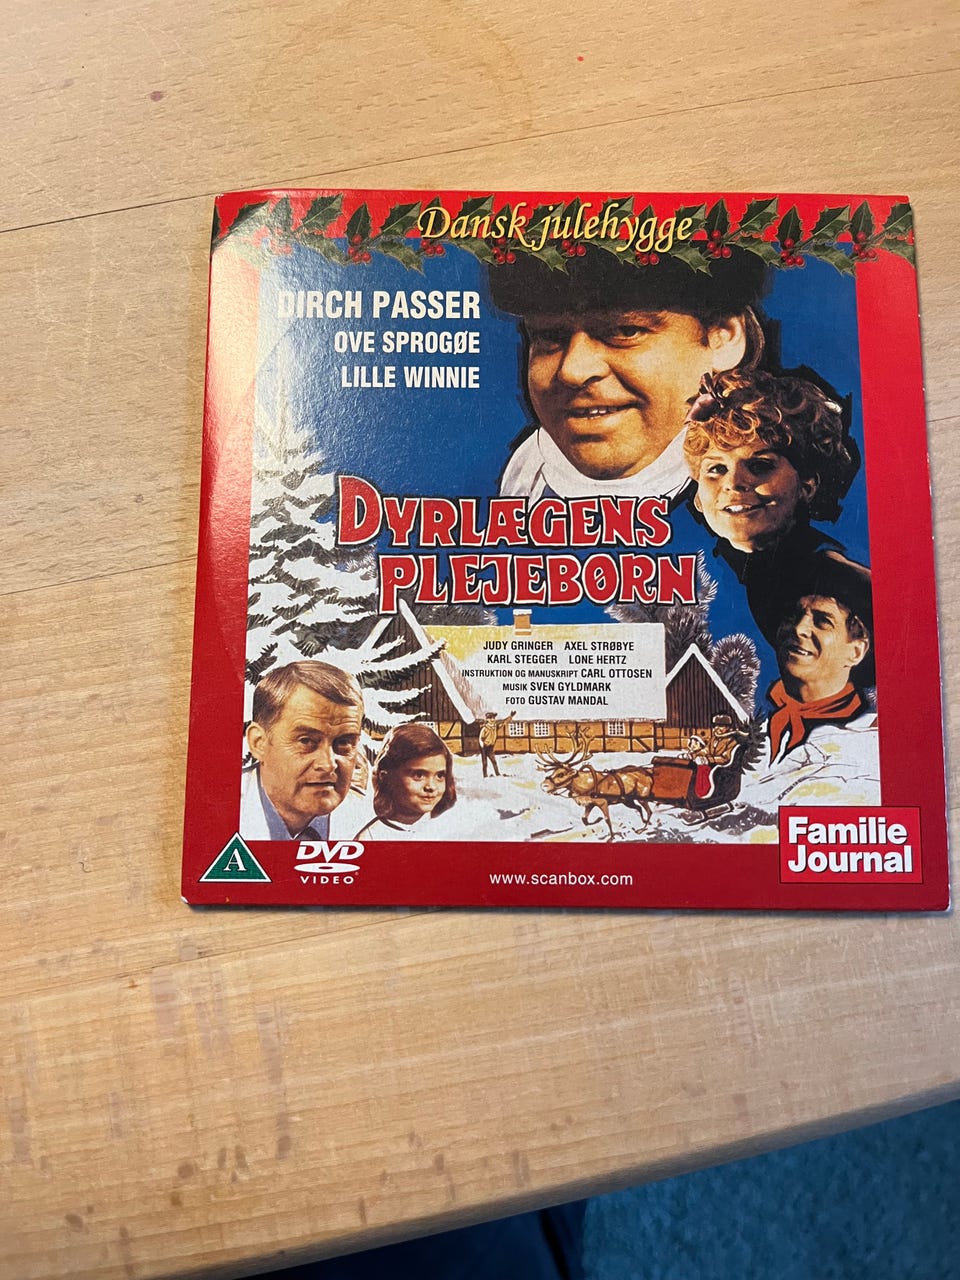 Dansk julehygge
DIRCH PASSER
OVE SPROGØE
LILLE WINNIE
DYRLÆGENS
PLEJEBØRN
JUDY GRINGER AXEL STRØBYE
KARL STEGGER LONE HERTZ
INSTRUKTION OG MANUSKRIPT CARL OTTOSEN
MUSIK SVEN GYLDMARK
FOTO GUSTAV MANDAL
A
DVD
VIDEO
www.scanbox.com
Familie
Journal